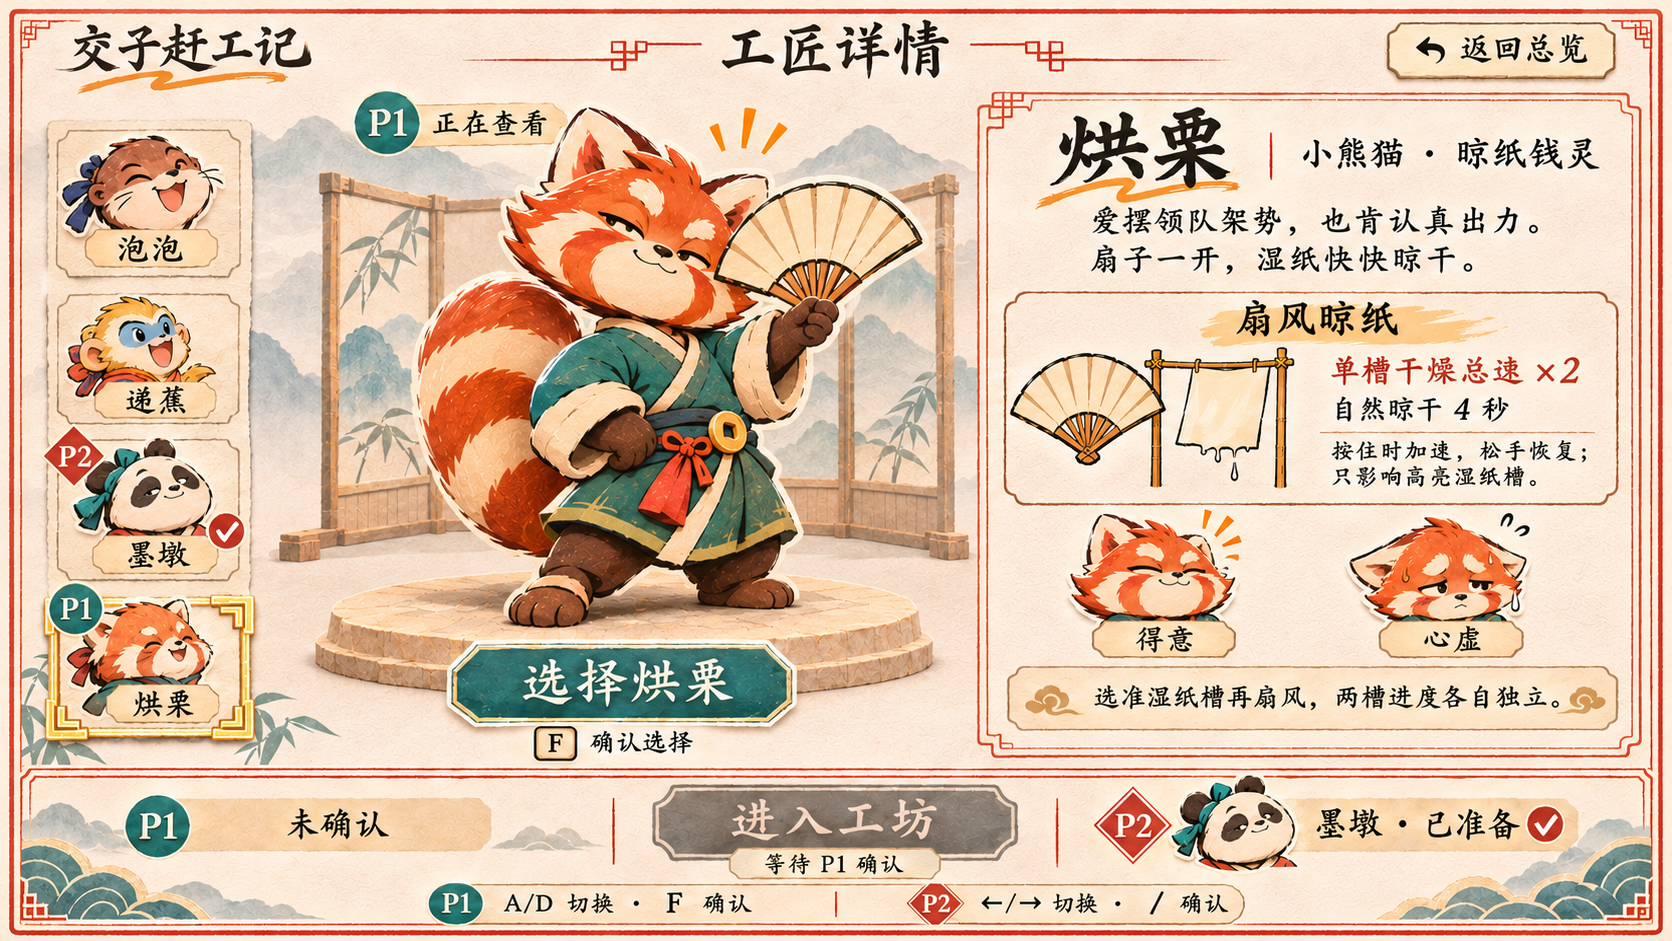 交子赶工记
工匠详情
返回总览
P1 正在查看
泡泡
递蕉
P2
墨墩
P1
烘栗
选择烘栗
F 确认选择
烘栗
小熊猫 · 晾纸钱灵
爱摆领队架势，也肯认真出力。
扇子一开，湿纸快快晾干。
扇风晾纸
单槽干燥总速 ×2
自然晾干 4 秒
按住时加速，松手恢复；
只影响高亮湿纸槽。
得意
心虚
选准湿纸槽再扇风，两槽进度各自独立。
P1 未确认
进入工坊
等待 P1 确认
P2 墨墩 · 已准备
P1 A/D 切换 · F 确认
P2 ←/→ 切换 · / 确认